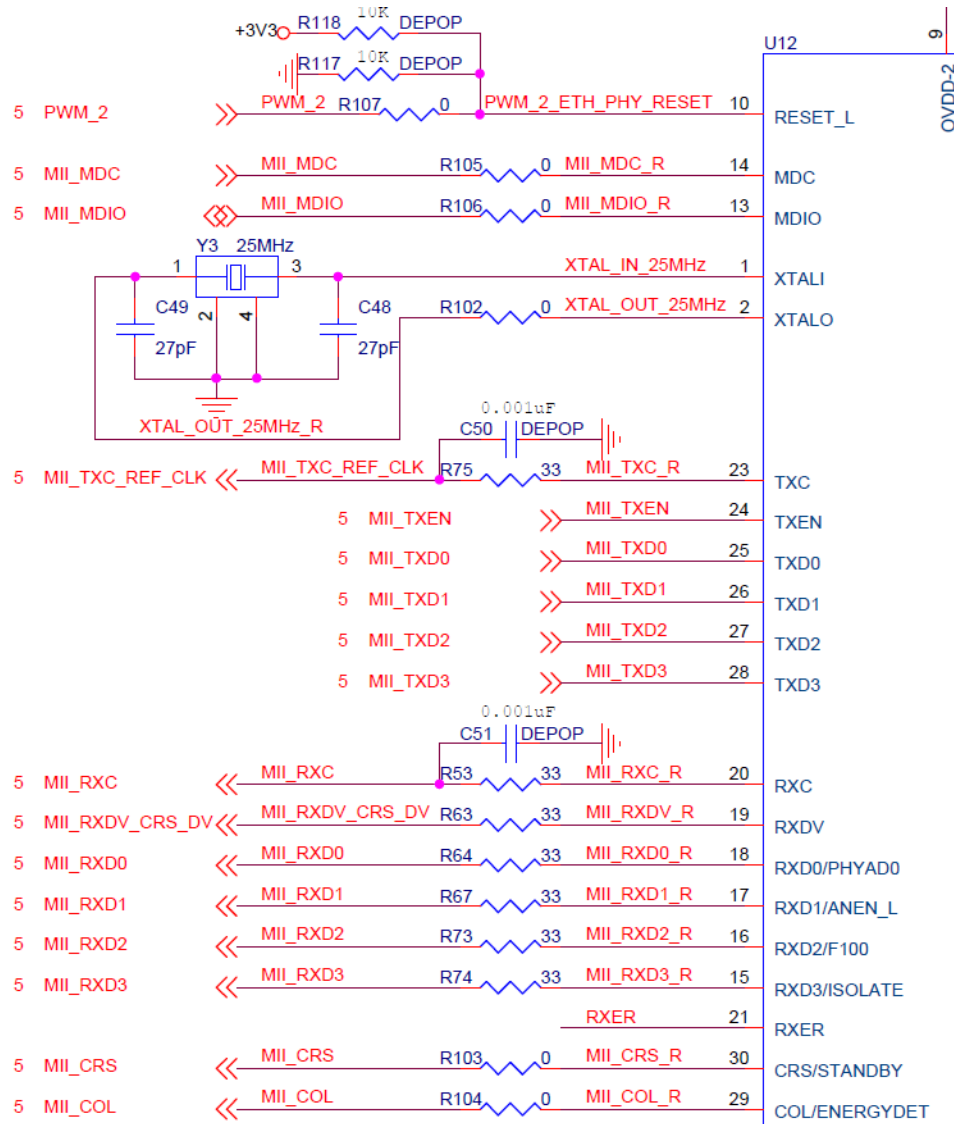 10K
+3V3 R118 DEPOP
10K
R117 DEPOP
U12
9
OVDD-2
5 PWM_2 PWM_2 R107 0 PWM_2_ETH_PHY_RESET 10 RESET_L
5 MII_MDC MII_MDC R105 0 MII_MDC_R 14 MDC
5 MII_MDIO MII_MDIO R106 0 MII_MDIO_R 13 MDIO
Y3 25MHz
1 3 XTAL_IN_25MHz 1 XTALI
C49 2 4 C48 R102 0 XTAL_OUT_25MHz 2 XTALO
27pF 27pF
XTAL_OUT_25MHz_R
0.001uF
C50 DEPOP
5 MII_TXC_REF_CLK MII_TXC_REF_CLK R75 33 MII_TXC_R 23 TXC
5 MII_TXEN MII_TXEN 24 TXEN
5 MII_TXD0 MII_TXD0 25 TXD0
5 MII_TXD1 MII_TXD1 26 TXD1
5 MII_TXD2 MII_TXD2 27 TXD2
5 MII_TXD3 MII_TXD3 28 TXD3
0.001uF
C51 DEPOP
5 MII_RXC MII_RXC R53 33 MII_RXC_R 20 RXC
5 MII_RXDV_CRS_DV MII_RXDV_CRS_DV R63 33 MII_RXDV_R 19 RXDV
5 MII_RXD0 MII_RXD0 R64 33 MII_RXD0_R 18 RXD0/PHYAD0
5 MII_RXD1 MII_RXD1 R67 33 MII_RXD1_R 17 RXD1/ANEN_L
5 MII_RXD2 MII_RXD2 R73 33 MII_RXD2_R 16 RXD2/F100
5 MII_RXD3 MII_RXD3 R74 33 MII_RXD3_R 15 RXD3/ISOLATE
RXER 21 RXER
5 MII_CRS MII_CRS R103 0 MII_CRS_R 30 CRS/STANDBY
5 MII_COL MII_COL R104 0 MII_COL_R 29 COL/ENERGYDET